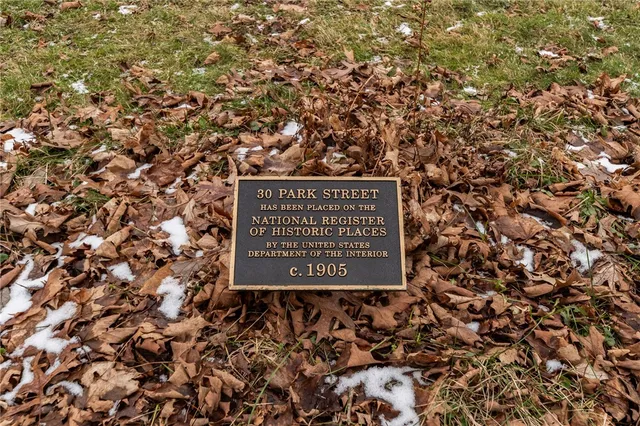 30 PARK STREET
HAS BEEN PLACED ON THE
NATIONAL REGISTER
OF HISTORIC PLACES
BY THE UNITED STATES
DEPARTMENT OF THE INTERIOR
c. 1905